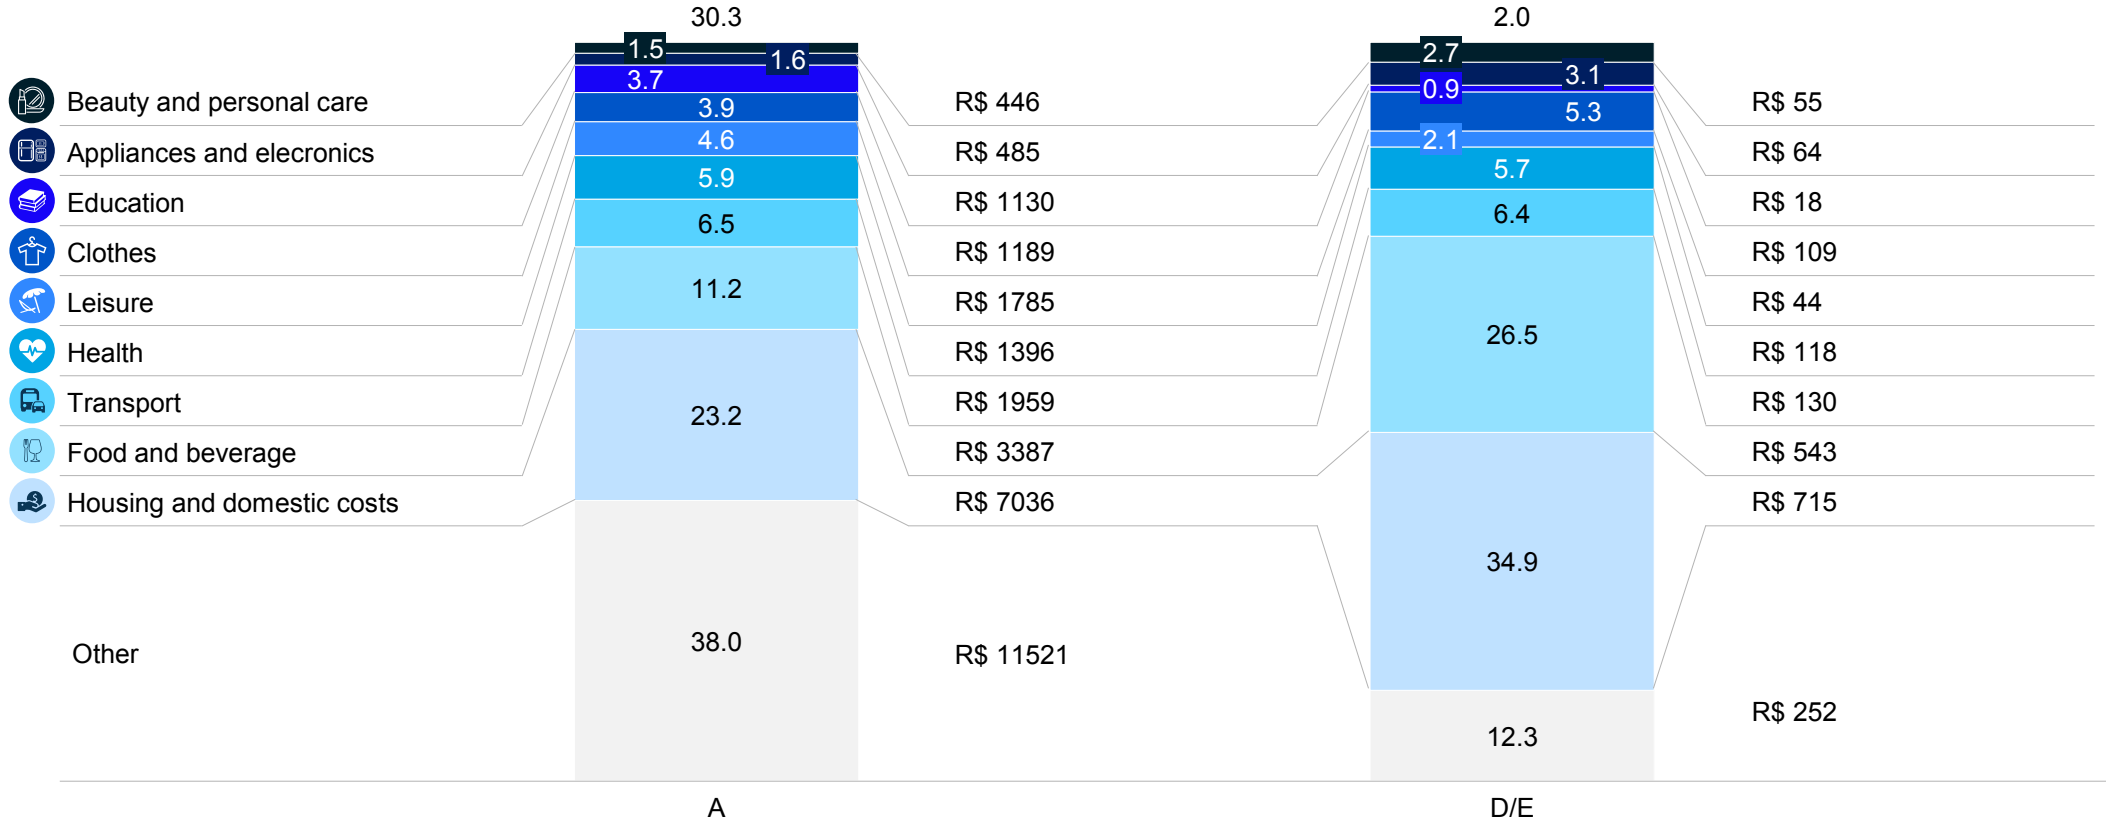 30.3
2.0
Beauty and personal care 1.5 R$ 446 2.7 R$ 55
Appliances and elecronics 1.6 R$ 485 3.1 R$ 64
Education 3.7 R$ 1130 0.9 R$ 18
Clothes 3.9 R$ 1189 5.3 R$ 109
Leisure 4.6 R$ 1785 2.1 R$ 44
Health 5.9 R$ 1396 5.7 R$ 118
Transport 6.5 R$ 1959 6.4 R$ 130
Food and beverage 11.2 R$ 3387 26.5 R$ 543
Housing and domestic costs 23.2 R$ 7036 34.9 R$ 715
Other 38.0 R$ 11521 12.3 R$ 252
A
D/E